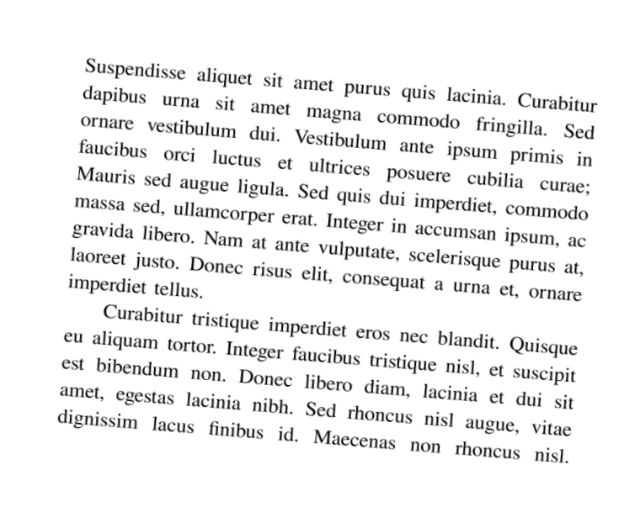 Suspendisse aliquet sit amet purus quis lacinia. Curabitur
dapibus urna sit amet magna commodo fringilla. Sed
ornare vestibulum dui. Vestibulum ante ipsum primis in
faucibus orci luctus et ultrices posuere cubilia curae;
Mauris sed augue ligula. Sed quis dui imperdiet, commodo
massa sed, ullamcorper erat. Integer in accumsan ipsum, ac
gravida libero. Nam at ante vulputate, scelerisque purus at,
laoreet justo. Donec risus elit, consequat a urna et, ornare
imperdiet tellus.
Curabitur tristique imperdiet eros nec blandit. Quisque
eu aliquam tortor. Integer faucibus tristique nisl, et suscipit
est bibendum non. Donec libero diam, lacinia et dui sit
amet, egestas lacinia nibh. Sed rhoncus nisl augue, vitae
dignissim lacus finibus id. Maecenas non rhoncus nisl.